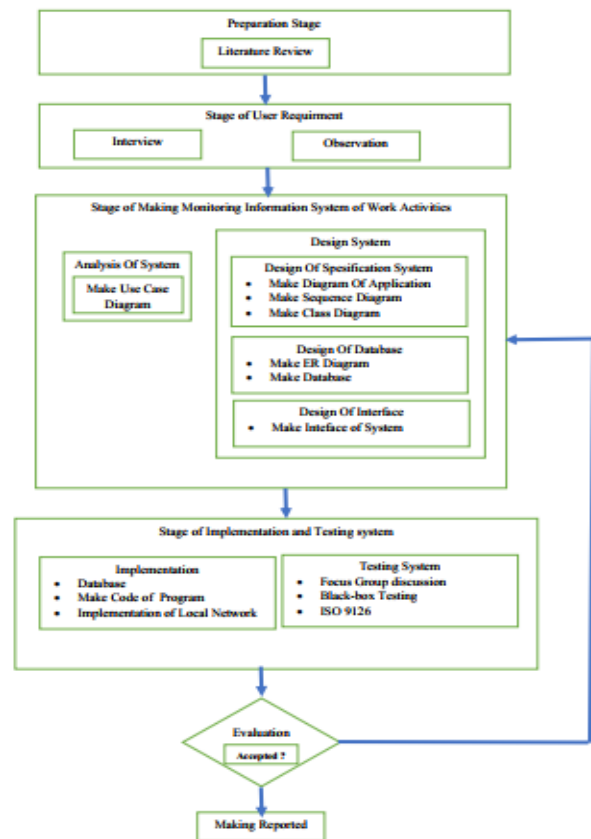 Preparation Stage
Literature Review
Stage of User Requirment
Interview
Observation
Stage of Making Monitoring Information System of Work Activities
Analysis Of System
Make Use Case
Diagram
Design System
Design Of Spesification System
• Make Diagram Of Application
• Make Sequence Diagram
• Make Class Diagram
Design Of Database
• Make ER Diagram
• Make Database
Design Of Interface
• Make Inteface of System
Stage of Implementation and Testing system
Implementation
• Database
• Make Code of Program
• Implementation of Local Network
Testing System
• Focus Group discussion
• Black-box Testing
• ISO 9126
Evaluation
Accepted ?
Making Reported